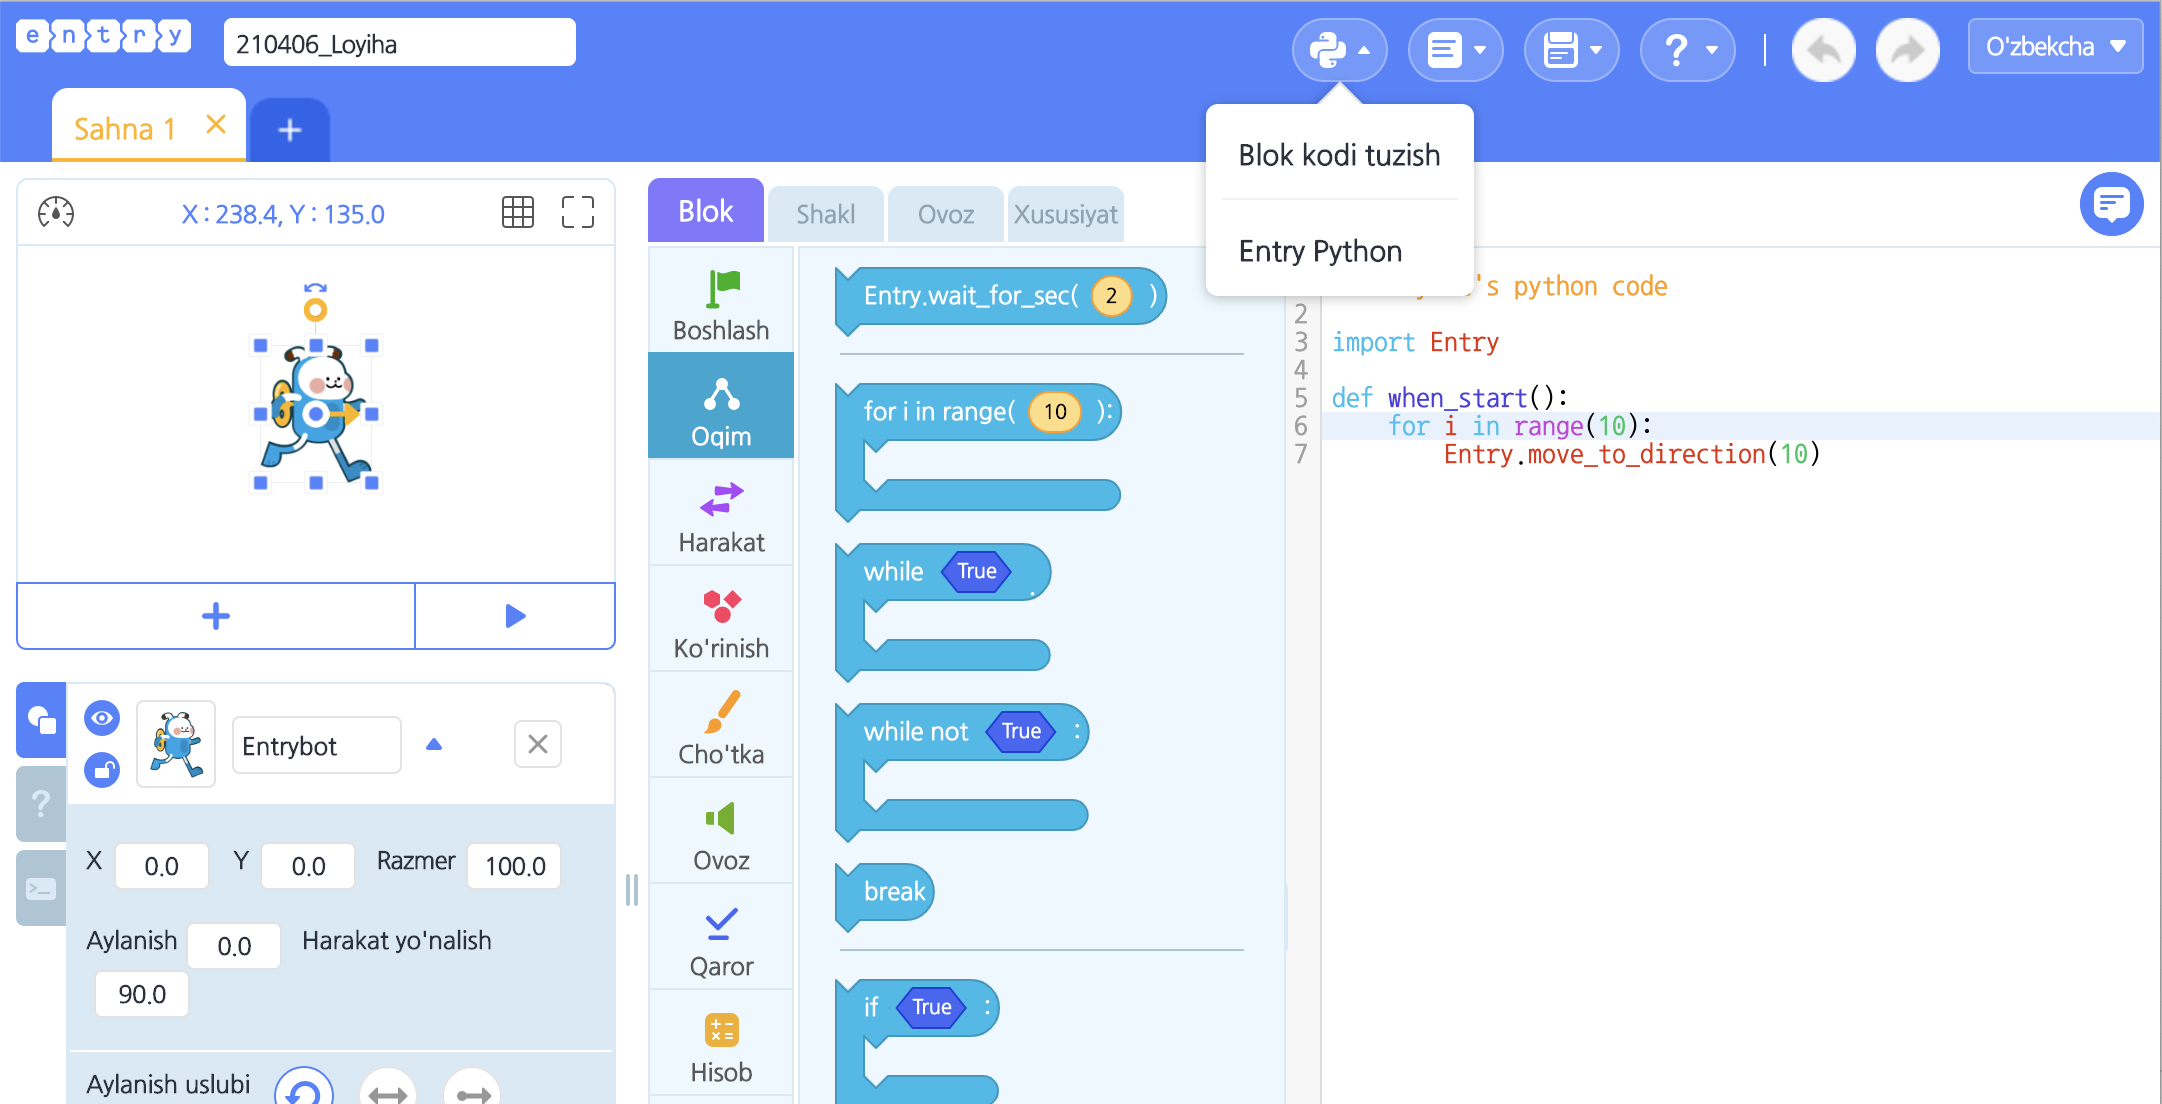 entry
210406_Loyiha
O'zbekcha
Sahna 1
Blok kodi tuzish
Entry Python
X : 238.4, Y : 135.0
Blok
Shakl
Ovoz
Xususiyat
Boshlash
Oqim
Harakat
Ko'rinish
Cho'tka
Ovoz
Qaror
Hisob
Entry.wait_for_sec( 2 )
for i in range( 10 ):
while True :
while not True :
break
if True :
's python code
2
3 import Entry
4
5 def when_start():
6 for i in range(10):
7 Entry.move_to_direction(10)
Entrybot
X 0.0 Y 0.0 Razmer 100.0
Aylanish 0.0 Harakat yo'nalish
90.0
Aylanish uslubi